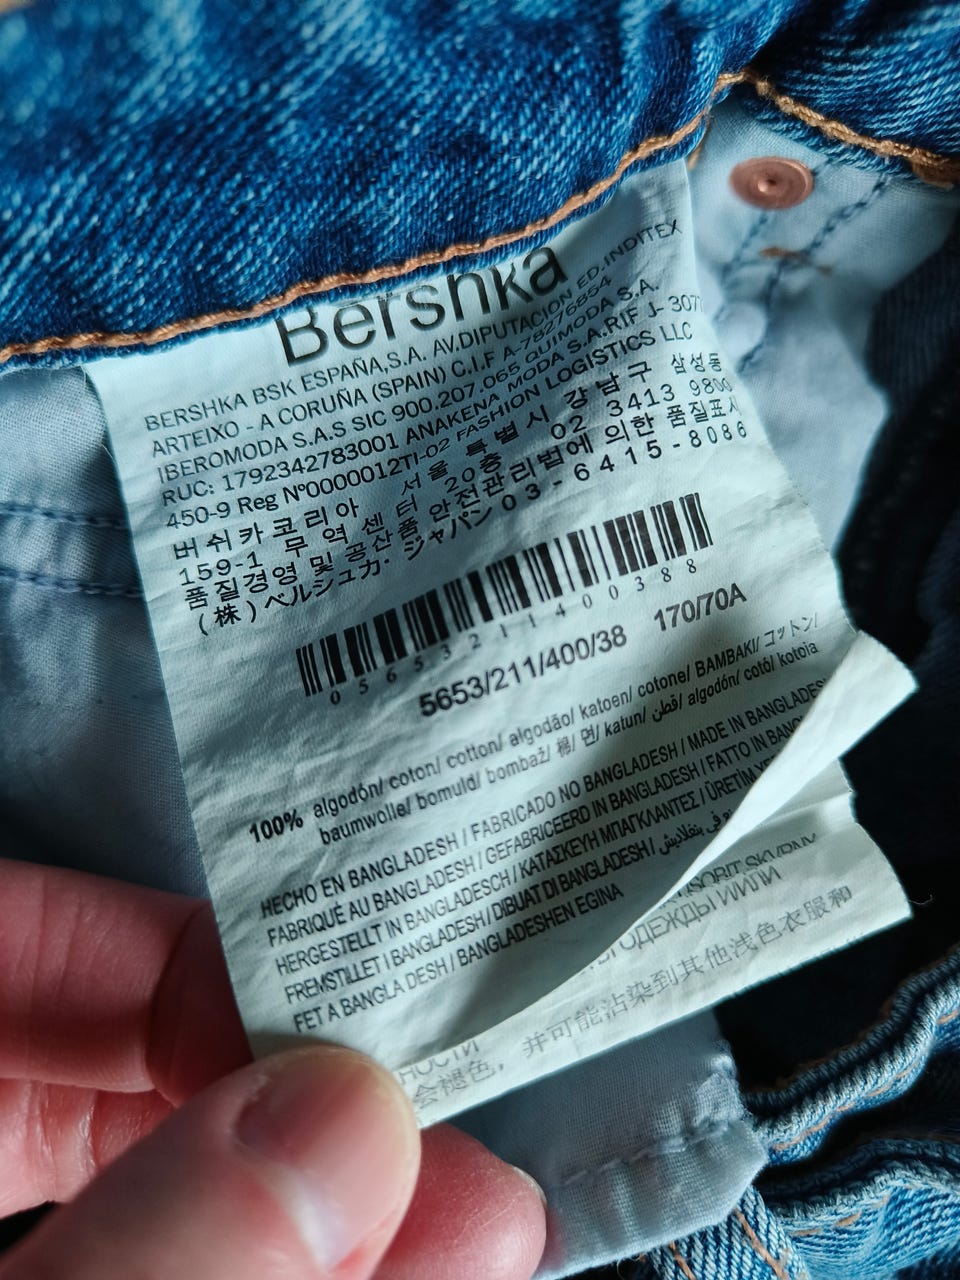 Bershka
BERSHKA BSK ESPAÑA,S.A. AV.DIPUTACION ED.INDITEX
ARTEIXO - A CORUÑA (SPAIN) C.I.F A-78276854
IBEROMODA S.A.S SIC 900.207.065 QUIMODA S.A.
RUC: 1792342783001 ANAKENA MODA S.A.RIF J- 3077
450-9 Reg Nº0000012TI-02 FASHION LOGISTICS LLC
버쉬카코리아 서울특별시 강남구 삼성동
159-1 무역센터 20층 02 3413 9800
품질경영 및 공산품 안전관리법에 의한 품질표시
(株)ベルシュカ・ジャパン 03-6415-8086
05653211400388
5653/211/400/38 170/70A
100% algodón/ coton/ cotton/ algodão/ katoen/ cotone/ BAMBAKI/ コットン/
baumwolle/ bomuld/ bombaž/ 棉/ 면/ katun/ قطن/ algodón/ cotó/ kotoia
HECHO EN BANGLADESH / FABRICADO NO BANGLADESH / MADE IN BANGLADES
FABRIQUÉ AU BANGLADESH / GEFABRICEERD IN BANGLADESH / FATTO IN BANG
HERGESTELLT IN BANGLADESCH / ΚΑΤΑΣΚΕΥΗ ΜΠΑΓΚΛΑΝΤΕΣ / ÜRETİM YE
FREMSTILLET I BANGLADESH / DIBUAT DI BANGLADESH /
FET A BANGLA DESH / BANGLADESHEN EGINA
ОДЕЖДЫ И/ИЛИ
НОСТИ
会褪色, 并可能沾染到其他浅色衣服和